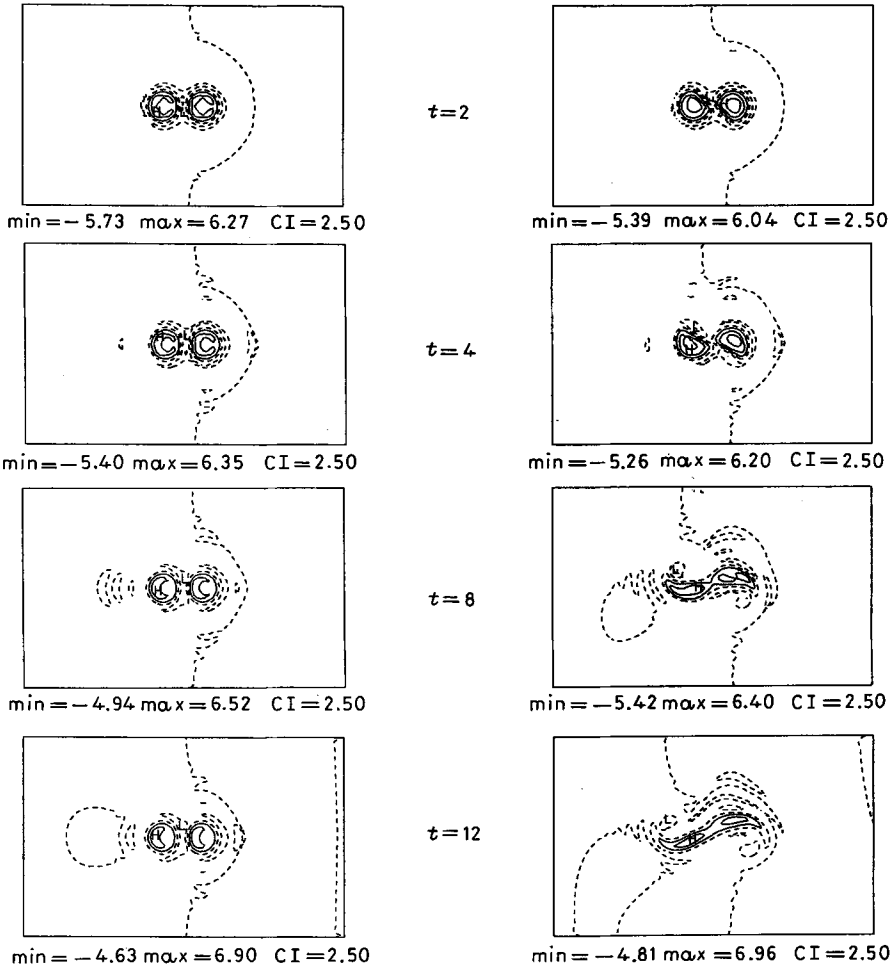 t=2
min=−5.73 max=6.27 CI=2.50
min=−5.39 max=6.04 CI=2.50
t=4
min=−5.40 max=6.35 CI=2.50
min=−5.26 max=6.20 CI=2.50
t=8
min=−4.94 max=6.52 CI=2.50
min=−5.42 max=6.40 CI=2.50
t=12
min=−4.63 max=6.90 CI=2.50
min=−4.81 max=6.96 CI=2.50